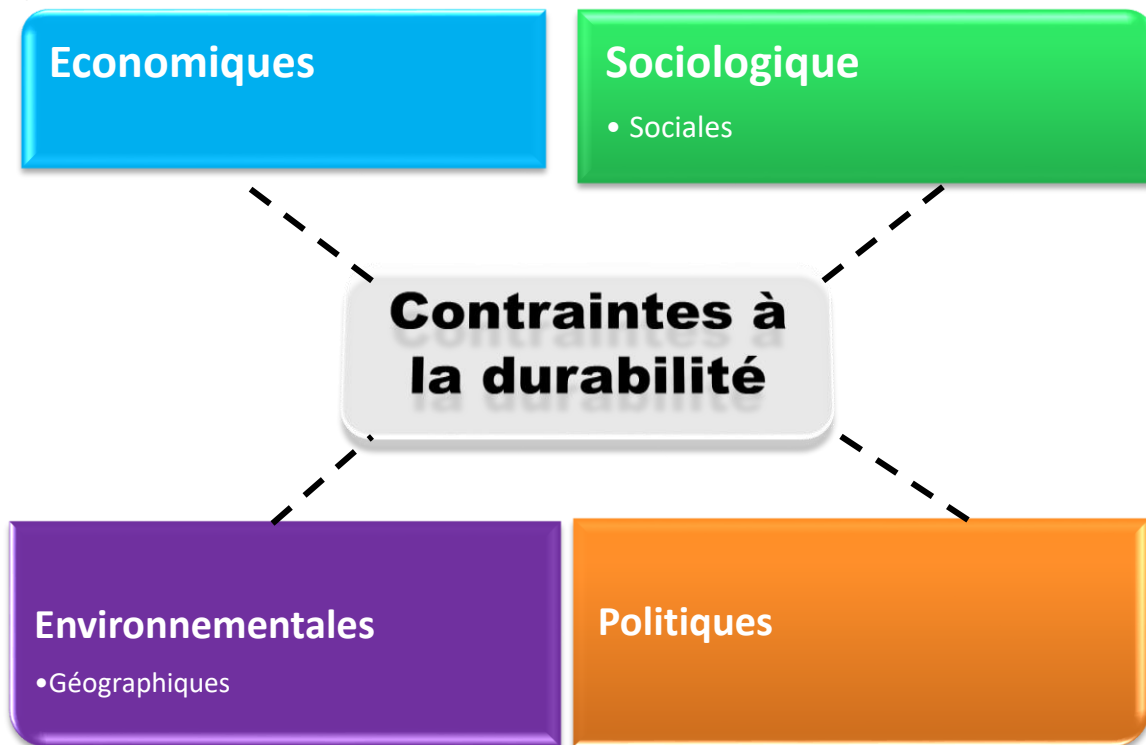 Economiques
Sociologique
• Sociales
Contraintes à
la durabilité
Environnementales
•Géographiques
Politiques